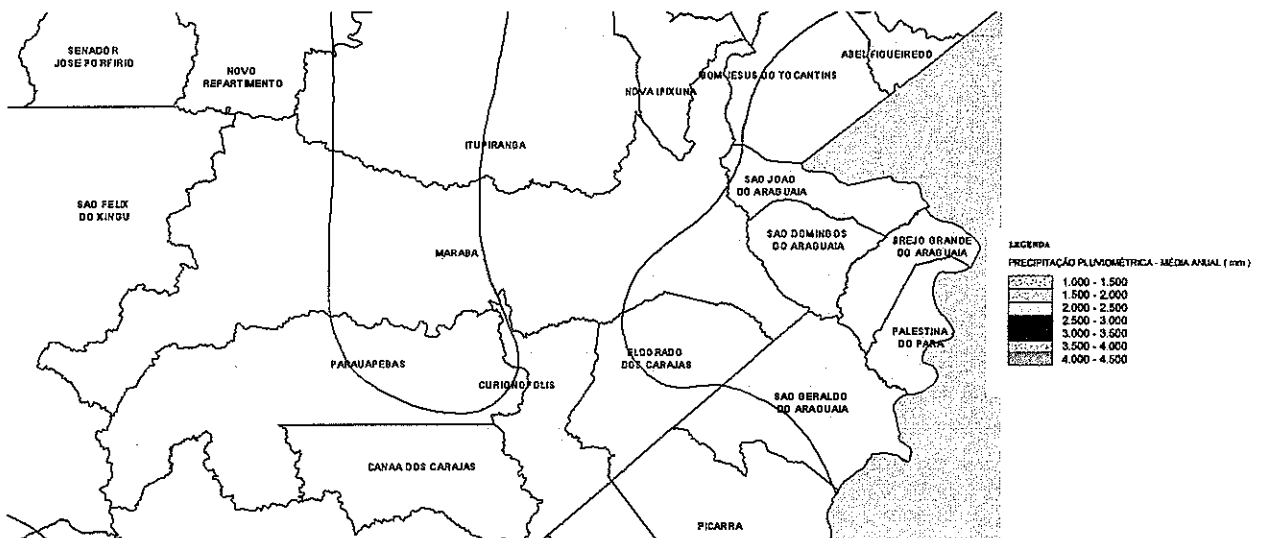 SENADOR
JOSE PORFIRIO
NOVO
REPARTIMENTO
ABEL FIGUEIREDO
BOM JESUS DO TOCANTINS
NOVA IPIXUNA
ITUPIRANGA
SAO JOAO
DO ARAGUAIA
SAO FELIX
DO XINGU
SAO DOMINGOS
DO ARAGUAIA
BREJO GRANDE
DO ARAGUAIA
MARABA
PALESTINA
DO PARA
PARAUAPEBAS
ELDORADO
DOS CARAJAS
CURIONOPOLIS
SAO GERALDO
DO ARAGUAIA
CANAA DOS CARAJAS
PICARRA
LEGENDA
PRECIPITAÇÃO PLUVIOMÉTRICA - MÉDIA ANUAL ( mm )
1.000 - 1.500
1.500 - 2.000
2.000 - 2.500
2.500 - 3.000
3.000 - 3.500
3.500 - 4.000
4.000 - 4.500